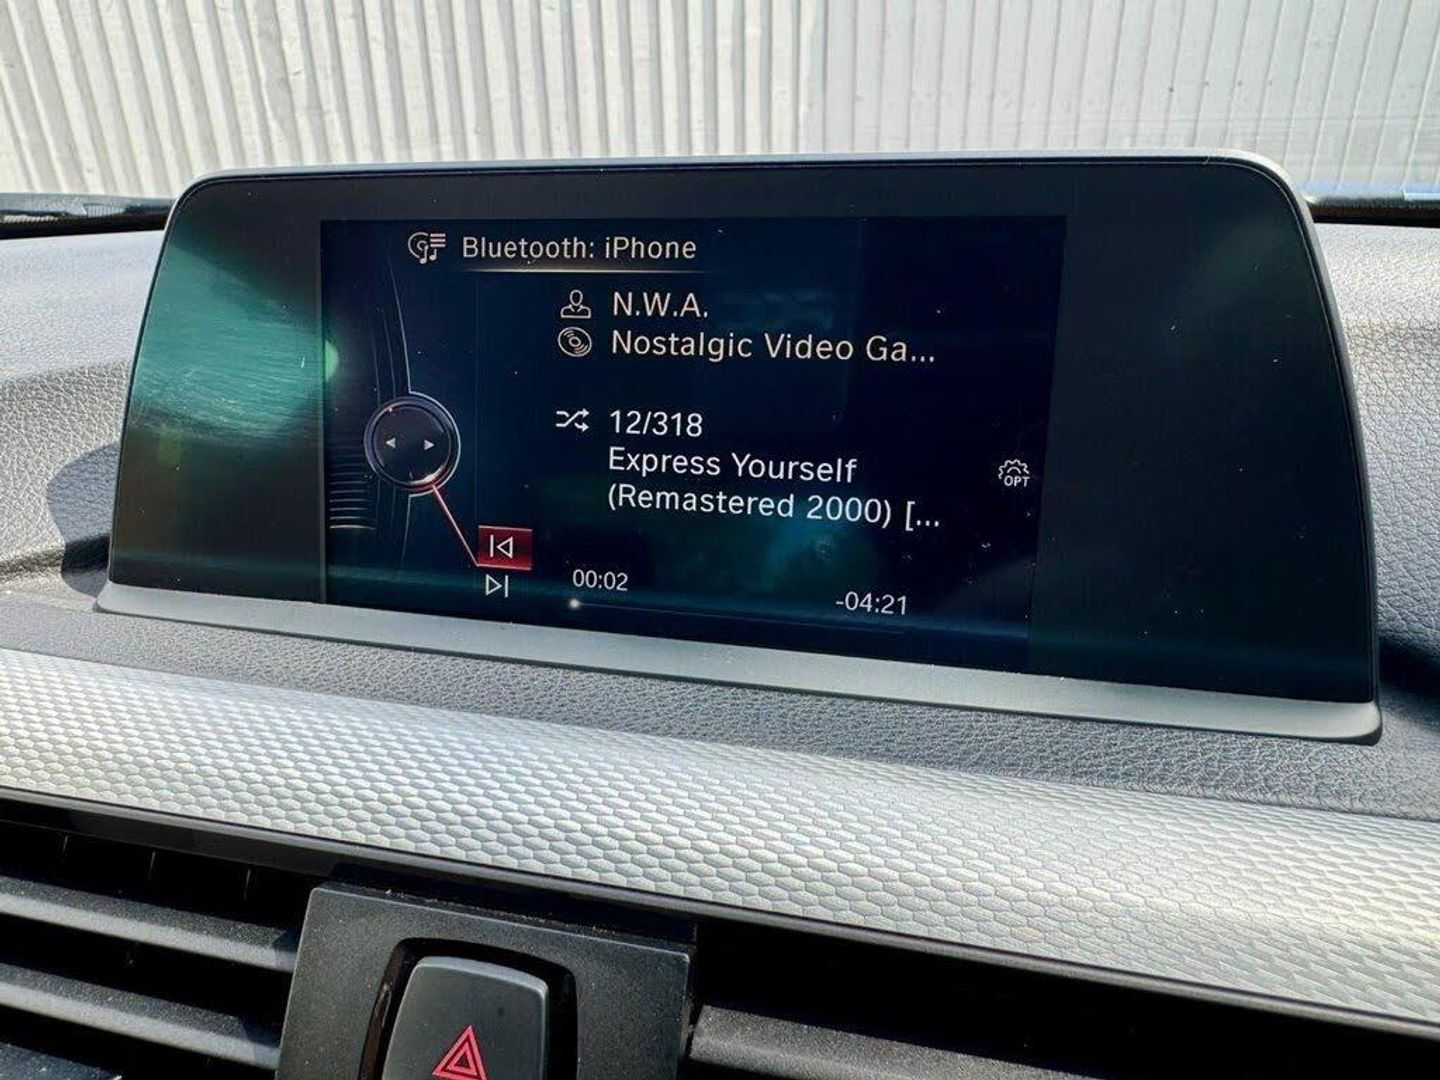 Bluetooth: iPhone
N.W.A.
Nostalgic Video Ga...
12/318
Express Yourself
(Remastered 2000) [...
OPT
00:02
-04:21